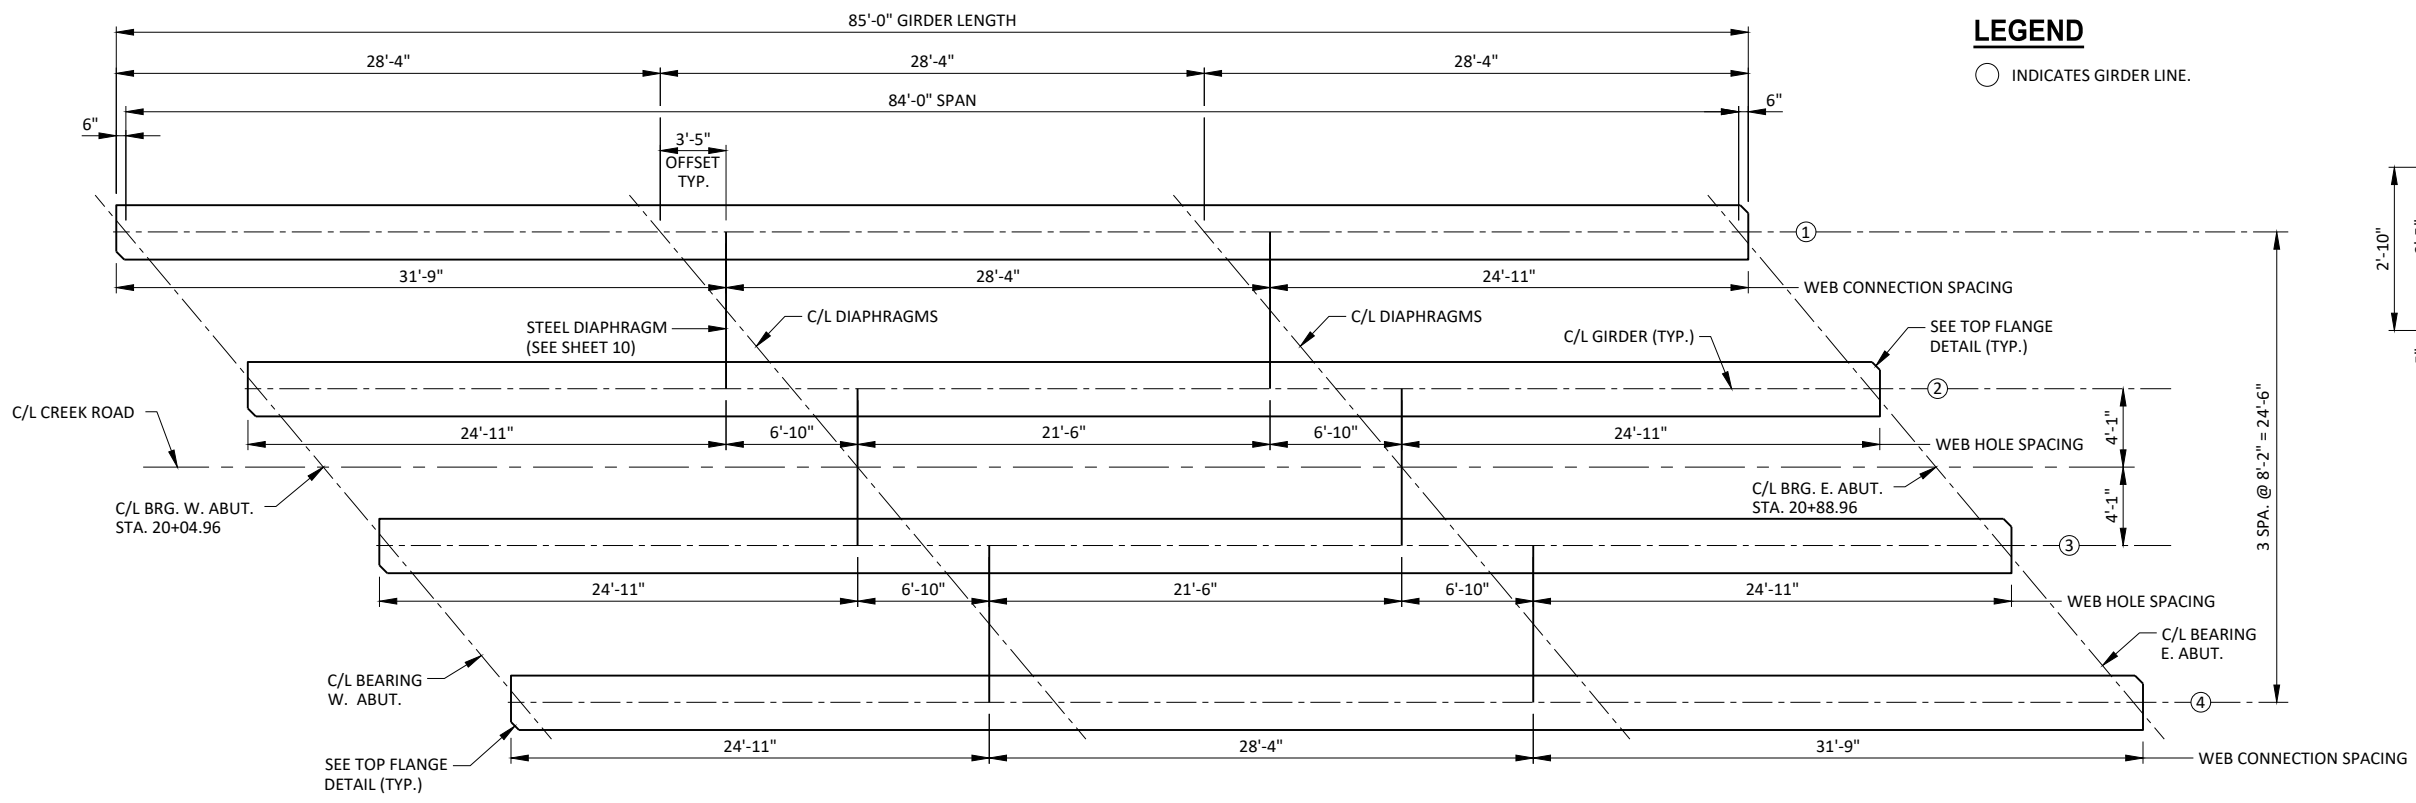 85'-0" GIRDER LENGTH
LEGEND
28'-4"
28'-4"
28'-4"
INDICATES GIRDER LINE.
84'-0" SPAN
6"
6"
3'-5"
OFFSET
TYP.
2'-10"
1
31'-9"
28'-4"
24'-11"
WEB CONNECTION SPACING
STEEL DIAPHRAGM
(SEE SHEET 10)
C/L DIAPHRAGMS
C/L DIAPHRAGMS
C/L GIRDER (TYP.)
SEE TOP FLANGE
DETAIL (TYP.)
2
C/L CREEK ROAD
24'-11"
6'-10"
21'-6"
6'-10"
24'-11"
WEB HOLE SPACING
4'-1"
3 SPA. @ 8'-2" = 24'-6"
C/L BRG. W. ABUT.
STA. 20+04.96
C/L BRG. E. ABUT.
STA. 20+88.96
4'-1"
3
24'-11"
6'-10"
21'-6"
6'-10"
24'-11"
WEB HOLE SPACING
C/L BEARING
E. ABUT.
C/L BEARING
W. ABUT.
4
24'-11"
28'-4"
31'-9"
WEB CONNECTION SPACING
SEE TOP FLANGE
DETAIL (TYP.)